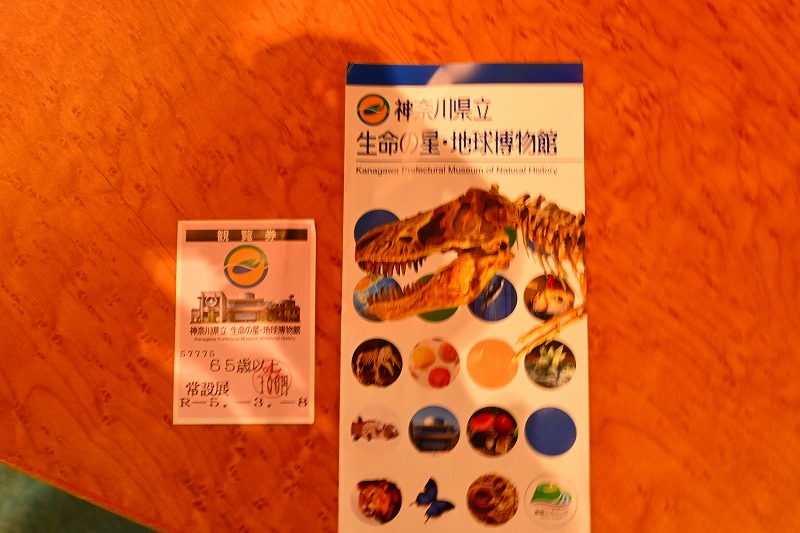 観覧券
神奈川県立 生命の星・地球博物館
Kanagawa Prefectural Museum of Natural History
57775
65歳以上
100円
常設展
R-5.-3.-8
神奈川県立
生命の星・地球博物館
Kanagawa Prefectural Museum of Natural History